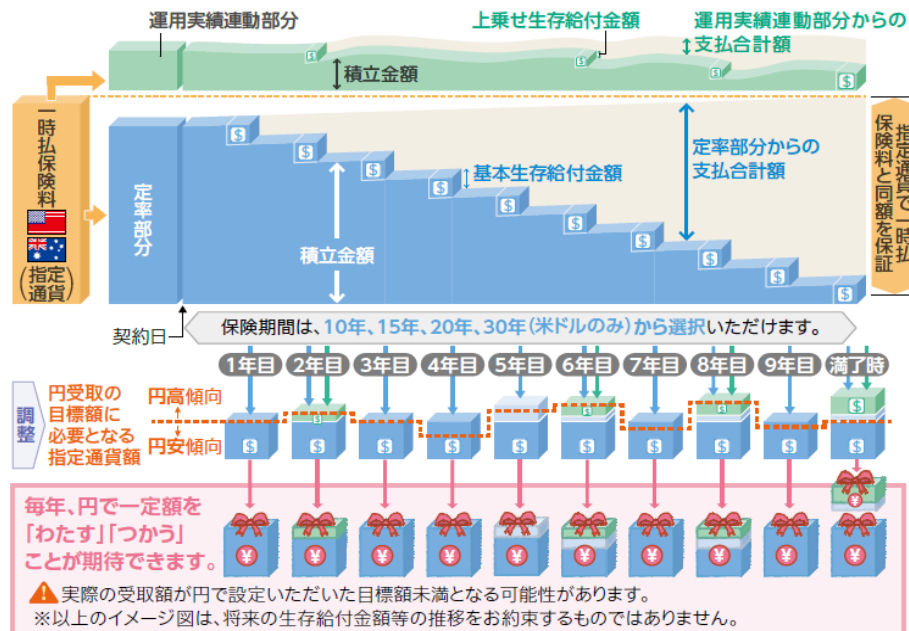 運用実績連動部分
上乗せ生存給付金額
運用実績連動部分からの
支払合計額
積立金額
一時払保険料
(指定通貨)
定率部分
基本生存給付金額
定率部分からの
支払合計額
積立金額
指定通貨で一時払
保険料と同額を保証
契約日
保険期間は、10年、15年、20年、30年(米ドルのみ)から選択いただけます。
1年目 2年目 3年目 4年目 5年目 6年目 7年目 8年目 9年目 満了時
調整
円受取の
目標額に
必要となる
指定通貨額
円高傾向
円安傾向
$ $ $ $ $ $ $ $ $ $
毎年、円で一定額を
「わたす」「つかう」
ことが期待できます。
¥ ¥ ¥ ¥ ¥ ¥ ¥ ¥ ¥ ¥
実際の受取額が円で設定いただいた目標額未満となる可能性があります。
※以上のイメージ図は、将来の生存給付金額等の推移をお約束するものではありません。